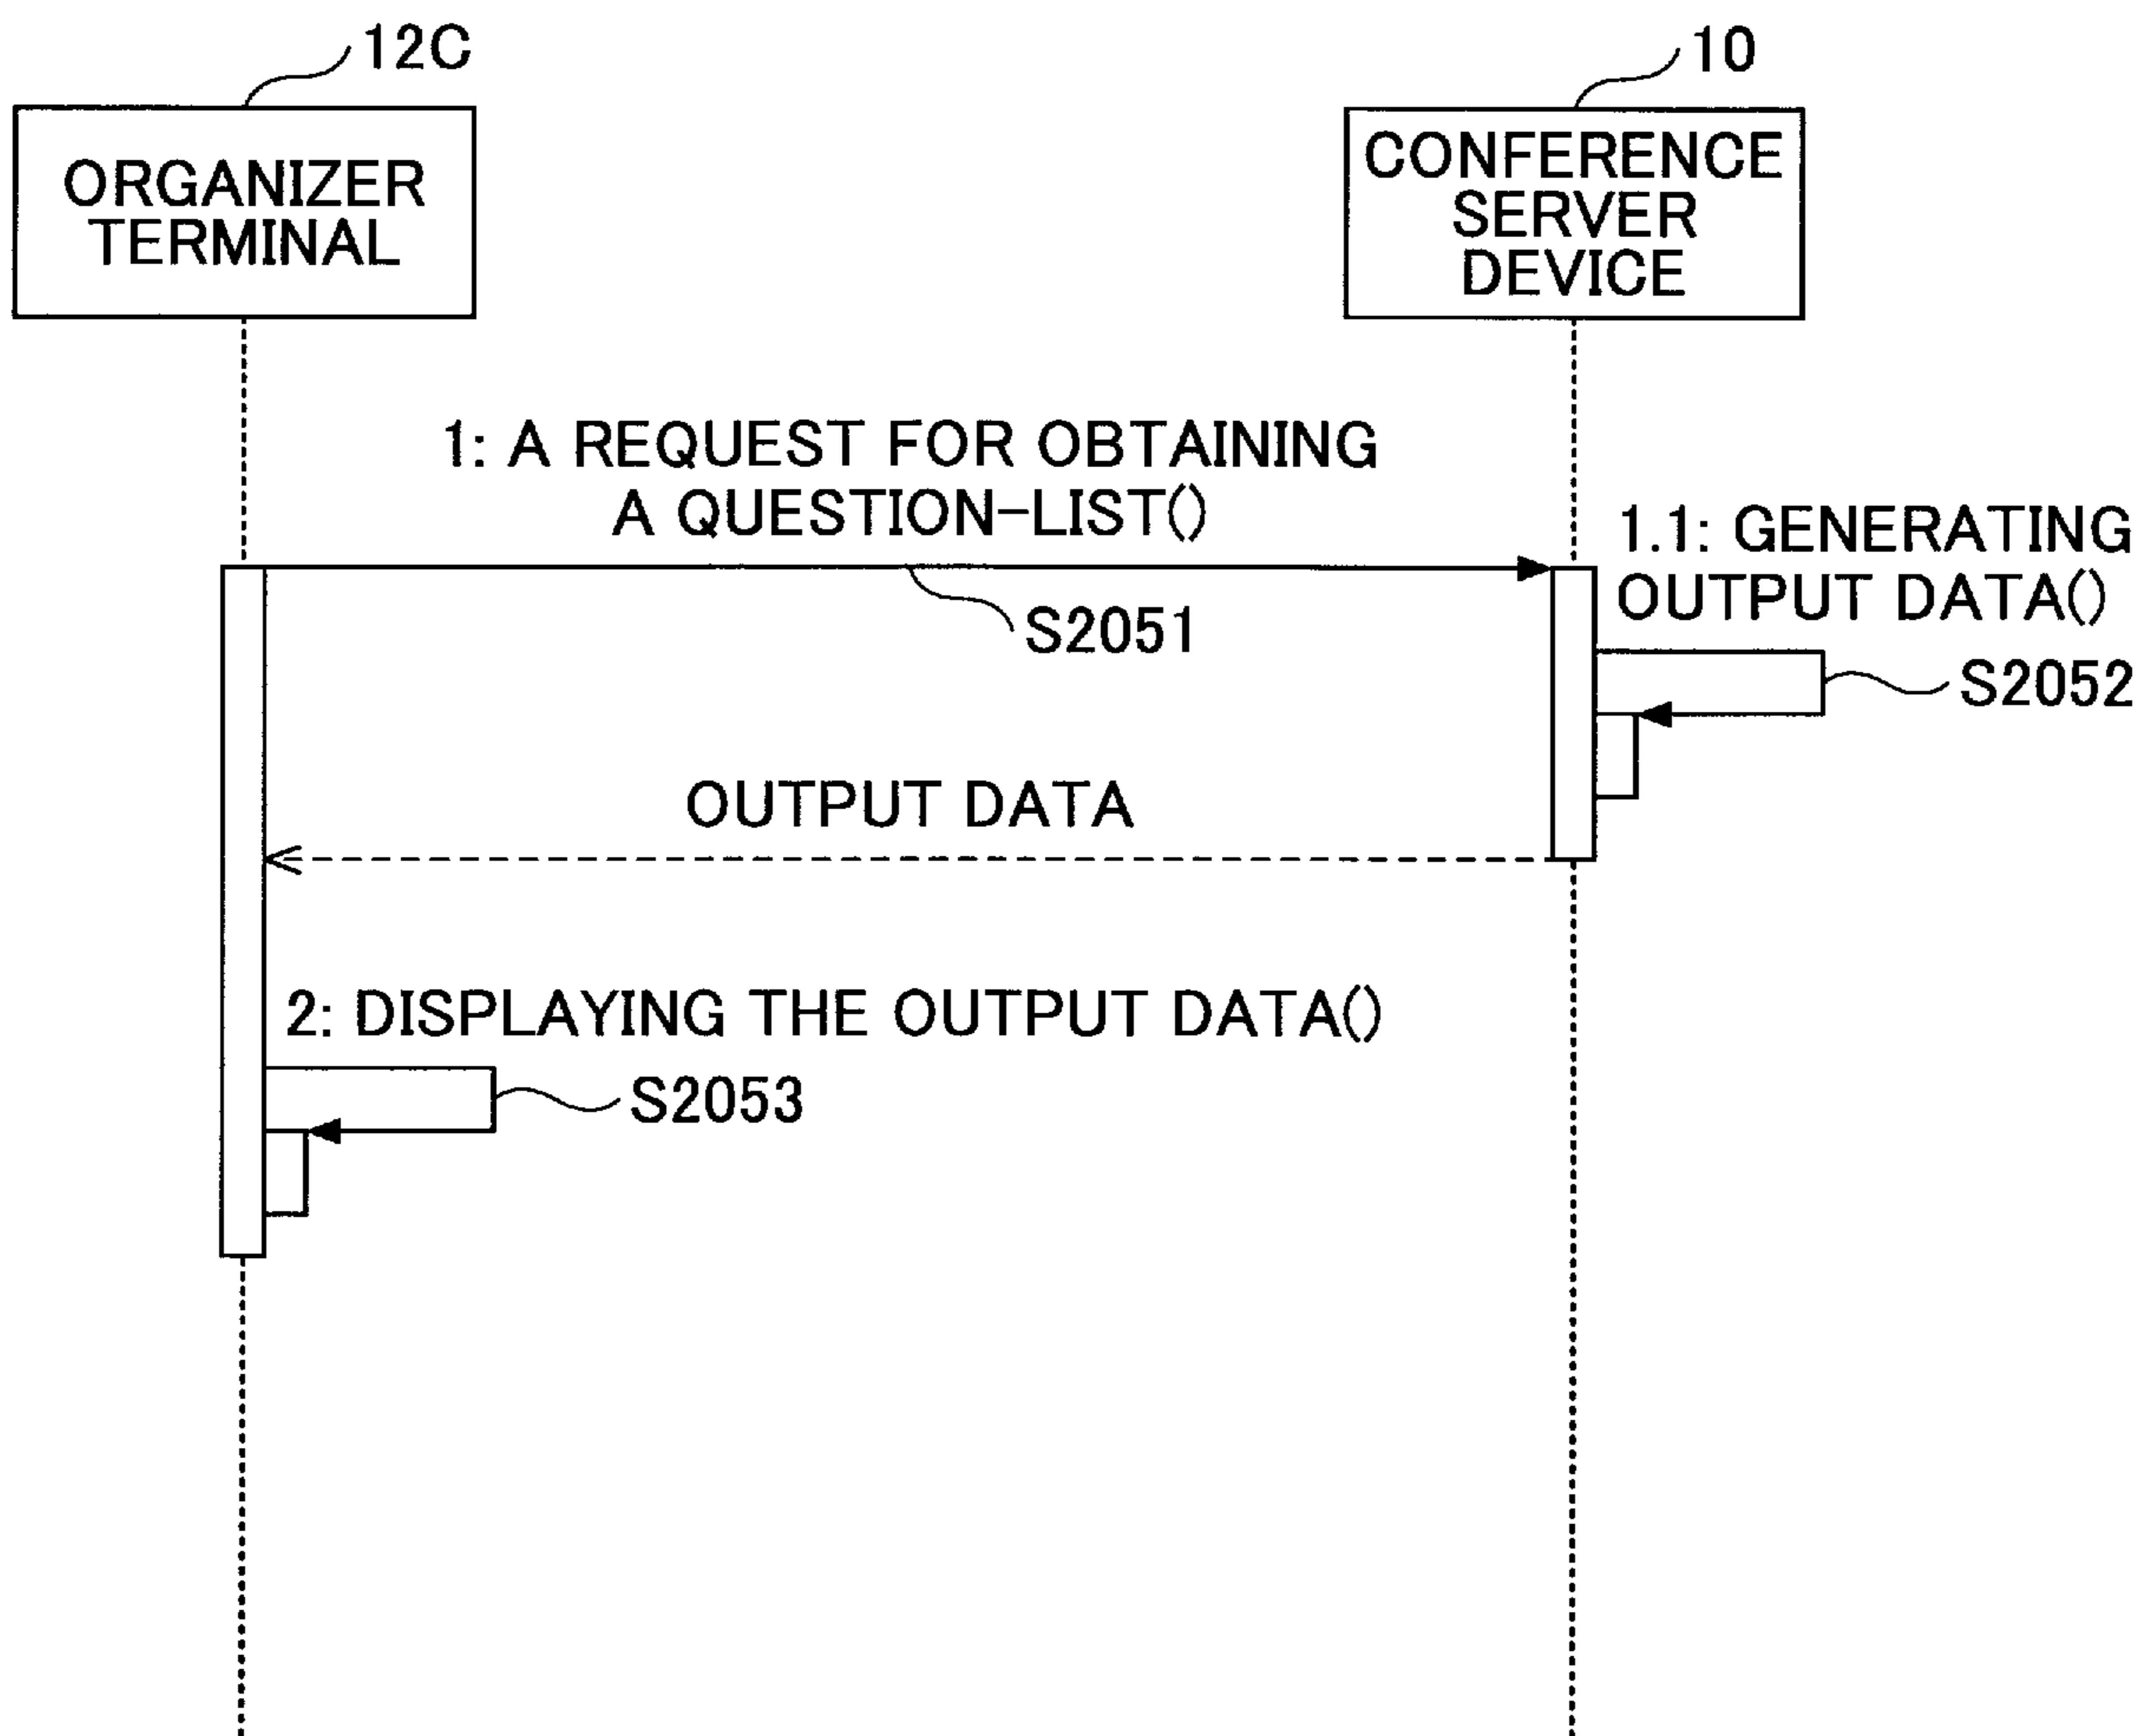 12C
10
ORGANIZER
TERMINAL
CONFERENCE
SERVER
DEVICE
1: A REQUEST FOR OBTAINING
A QUESTION-LIST()
1.1: GENERATING
OUTPUT DATA()
S2051
S2052
OUTPUT DATA
2: DISPLAYING THE OUTPUT DATA()
S2053